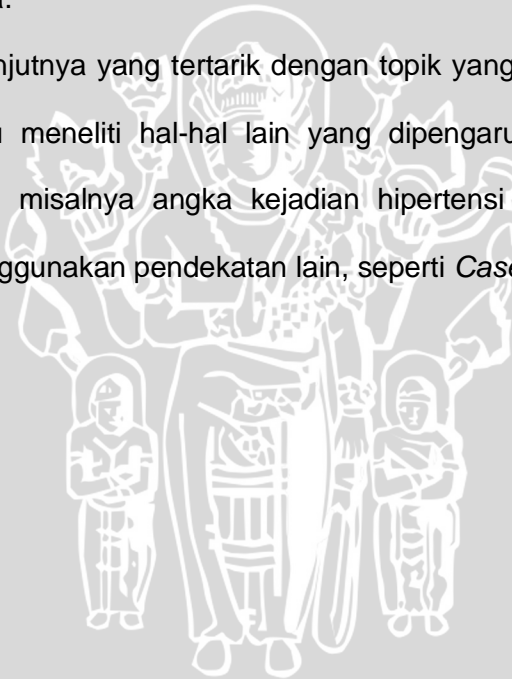 njutnya yang tertarik dengan topik yang
meneliti hal-hal lain yang dipengaru
misalnya angka kejadian hipertensi
ggunakan pendekatan lain, seperti Case